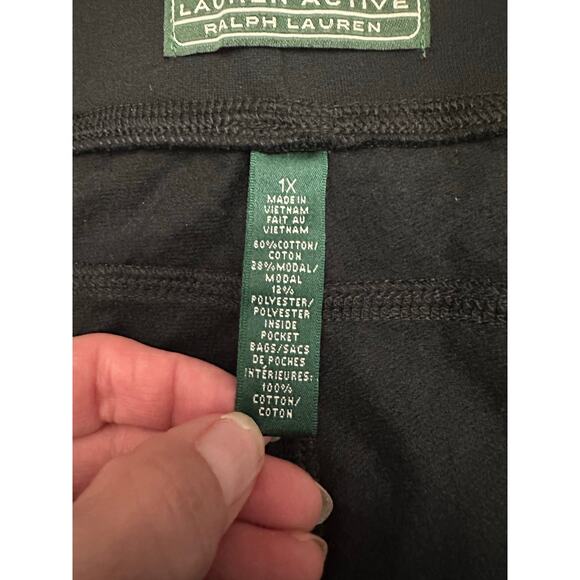 LAUREN ACTIVE
RALPH LAUREN
1X
MADE IN
VIETNAM
FAIT AU
VIETNAM
60%COTTON/
COTON
28%MODAL/
MODAL
12%
POLYESTER/
POLYESTER
INSIDE
POCKET
BAGS/SACS
DE POCHES
INTÉRIEURES:
100%
COTTON/
COTON